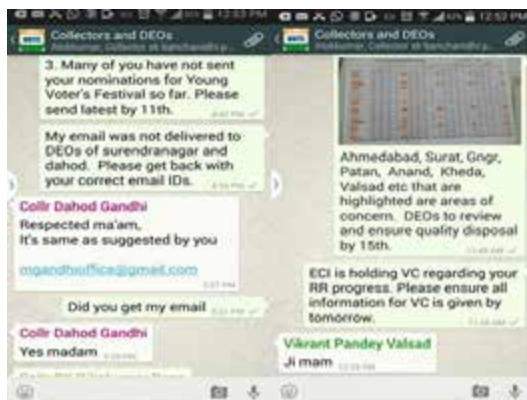 12:53 PM
Collectors and DEOs
3. Many of you have not sent
your nominations for Young
Voter's Festival so far. Please
send latest by 11th.
My email was not delivered to
DEOs of surendranagar and
dahod. Please get back with
your correct email IDs.
Collr Dahod Gandhi
Respected ma'am,
It's same as suggested by you
mgandhioffice@gmail.com
Did you get my email
Collr Dahod Gandhi
Yes madam
12:52 PM
Collectors and DEOs
Ahmedabad, Surat, Gngr,
Patan, Anand, Kheda,
Valsad etc that are
highlighted are areas of
concern. DEOs to review
and ensure quality disposal
by 15th.
ECI is holding VC regarding your
RR progress. Please ensure all
information for VC is given by
tomorrow.
Vikrant Pandey Valsad
Ji mam